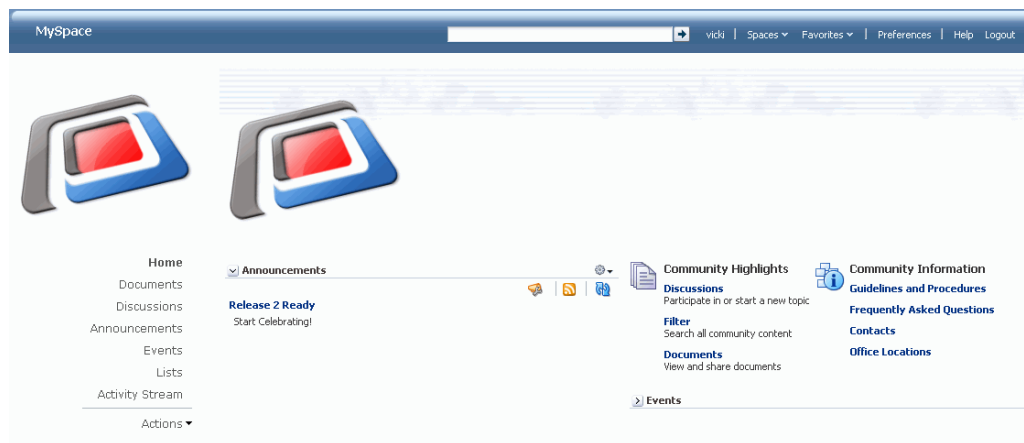 MySpace
vicki | Spaces Favorites | Preferences | Help Logout
Home
Documents
Discussions
Announcements
Events
Lists
Activity Stream
Actions
Announcements
Release 2 Ready
Start Celebrating!
Community Highlights
Discussions
Participate in or start a new topic
Filter
Search all community content
Documents
View and share documents
Community Information
Guidelines and Procedures
Frequently Asked Questions
Contacts
Office Locations
Events